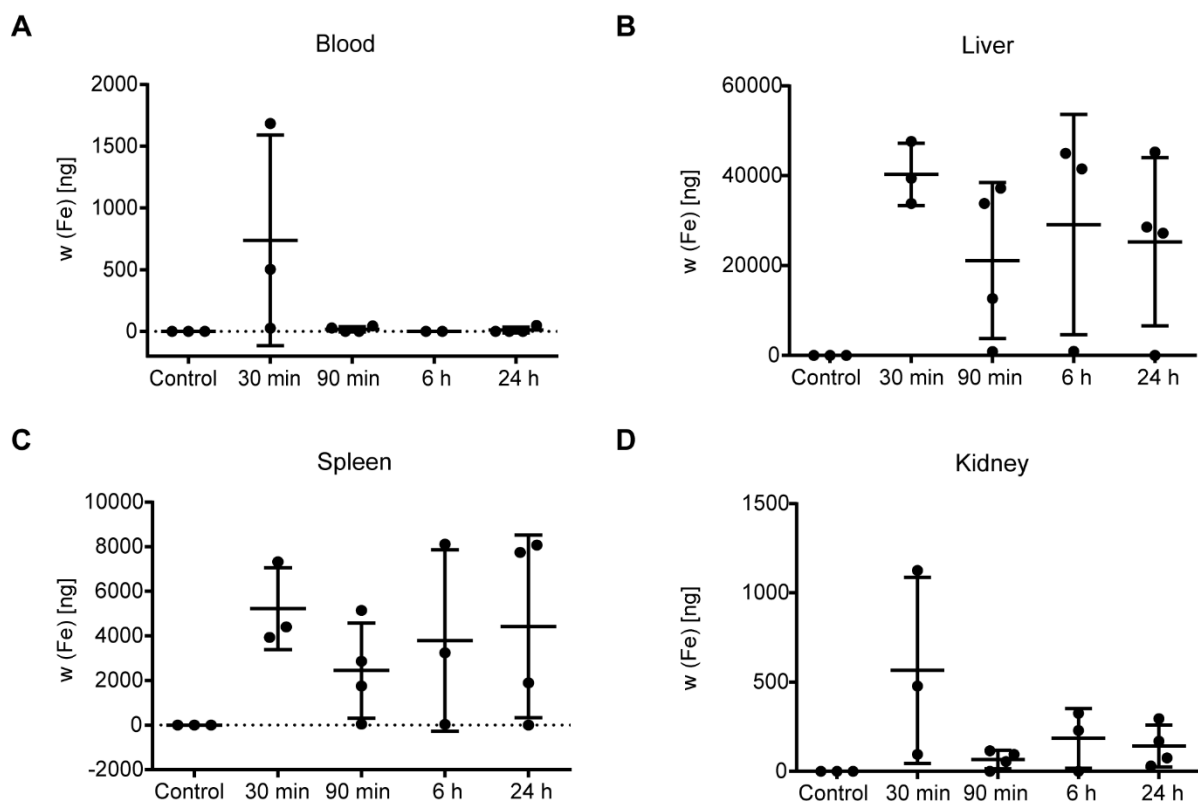 A
Blood
w (Fe) [ng]
2000
1500
1000
500
0
Control 30 min 90 min 6 h 24 h
B
Liver
w (Fe) [ng]
60000
40000
20000
0
Control 30 min 90 min 6 h 24 h
C
Spleen
w (Fe) [ng]
10000
8000
6000
4000
2000
0
-2000
Control 30 min 90 min 6 h 24 h
D
Kidney
w (Fe) [ng]
1500
1000
500
0
Control 30 min 90 min 6 h 24 h